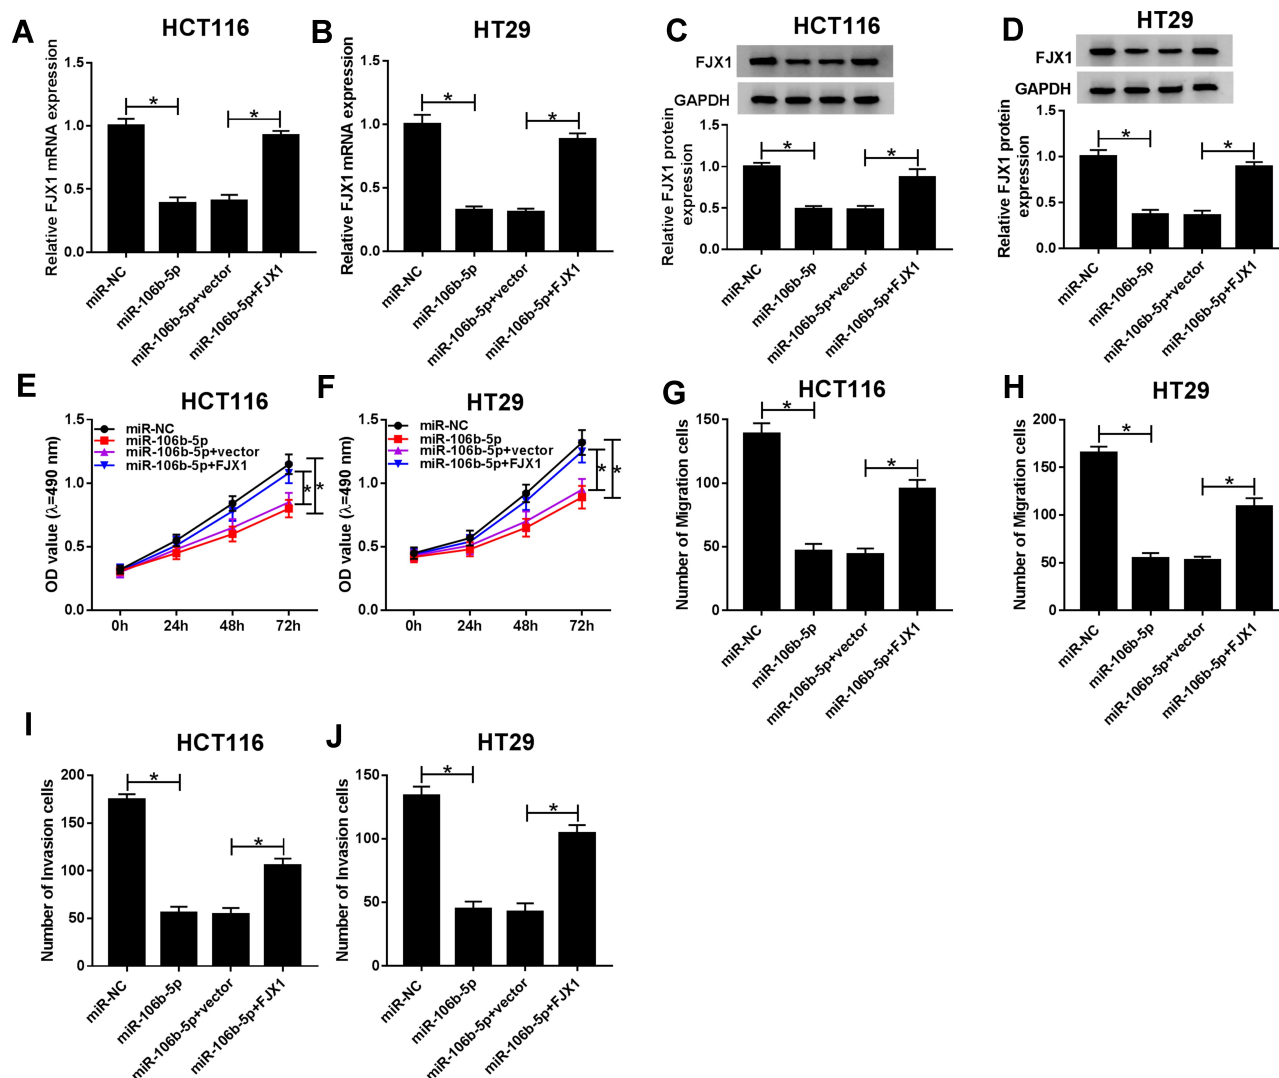 A
HCT116
Relative FJX1 mRNA expression
1.5
1.0
0.5
0.0
*
*
miR-NC
miR-106b-5p
miR-106b-5p+vector
miR-106b-5p+FJX1
B
HT29
Relative FJX1 mRNA expression
1.5
1.0
0.5
0.0
*
*
miR-NC
miR-106b-5p
miR-106b-5p+vector
miR-106b-5p+FJX1
C
HCT116
FJX1
GAPDH
Relative FJX1 protein
expression
1.5
1.0
0.5
0.0
*
*
miR-NC
miR-106b-5p
miR-106b-5p+vector
miR-106b-5p+FJX1
D
HT29
FJX1
GAPDH
Relative FJX1 protein
expression
1.5
1.0
0.5
0.0
*
*
miR-NC
miR-106b-5p
miR-106b-5p+vector
miR-106b-5p+FJX1
E
HCT116
OD value (λ=490 nm)
1.5
1.0
0.5
0.0
miR-NC
miR-106b-5p
miR-106b-5p+vector
miR-106b-5p+FJX1
*
*
0h
24h
48h
72h
F
HT29
OD value (λ=490 nm)
1.5
1.0
0.5
0.0
miR-NC
miR-106b-5p
miR-106b-5p+vector
miR-106b-5p+FJX1
*
*
0h
24h
48h
72h
G
HCT116
Number of Migration cells
150
100
50
0
*
*
miR-NC
miR-106b-5p
miR-106b-5p+vector
miR-106b-5p+FJX1
H
HT29
Number of Migration cells
200
150
100
50
0
*
*
miR-NC
miR-106b-5p
miR-106b-5p+vector
miR-106b-5p+FJX1
I
HCT116
Number of Invasion cells
200
150
100
50
0
*
*
miR-NC
miR-106b-5p
miR-106b-5p+vector
miR-106b-5p+FJX1
J
HT29
Number of Invasion cells
150
100
50
0
*
*
miR-NC
miR-106b-5p
miR-106b-5p+vector
miR-106b-5p+FJX1